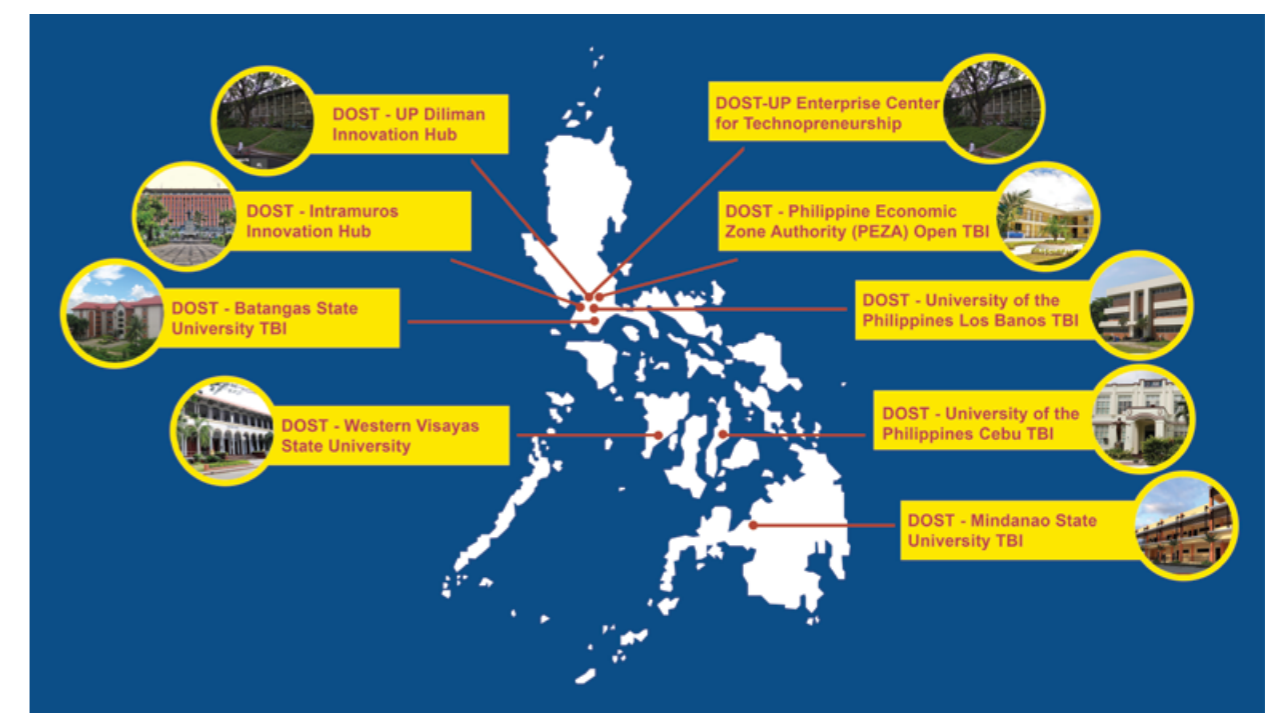 DOST - UP Diliman
Innovation Hub
DOST-UP Enterprise Center
for Technopreneurship
DOST - Intramuros
Innovation Hub
DOST - Philippine Economic
Zone Authority (PEZA) Open TBI
DOST - Batangas State
University TBI
DOST - University of the
Philippines Los Banos TBI
DOST - Western Visayas
State University
DOST - University of the
Philippines Cebu TBI
DOST - Mindanao State
University TBI